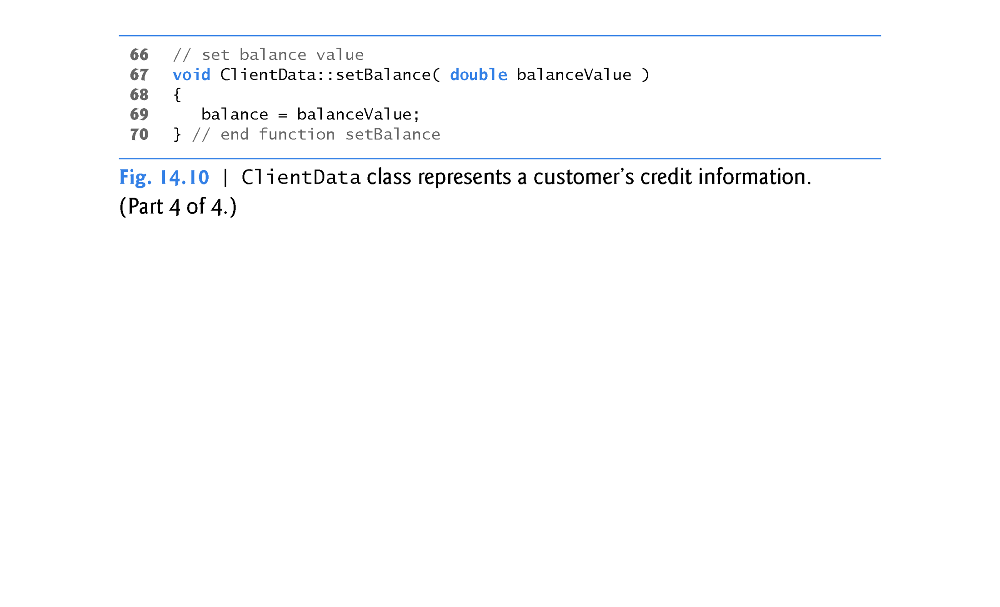 66 // set balance value
67 void ClientData::setBalance( double balanceValue )
68 {
69    balance = balanceValue;
70 } // end function setBalance
Fig. 14.10 | ClientData class represents a customer’s credit information.
(Part 4 of 4.)